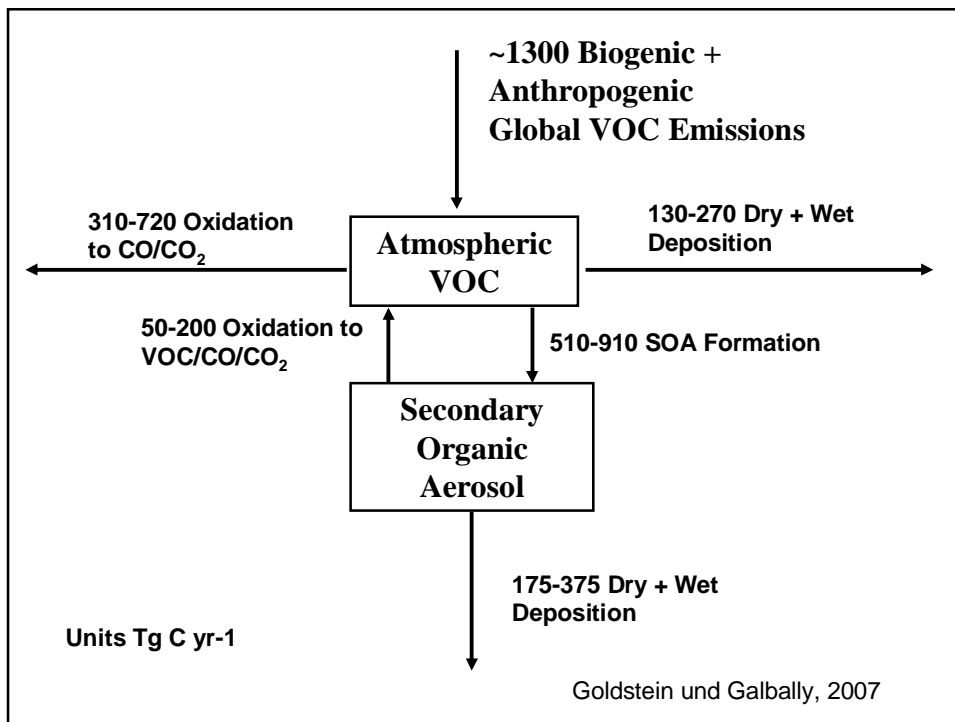 ~1300 Biogenic +
Anthropogenic
Global VOC Emissions
310-720 Oxidation
to CO/CO₂
130-270 Dry + Wet
Deposition
Atmospheric
VOC
50-200 Oxidation to
VOC/CO/CO₂
510-910 SOA Formation
Secondary
Organic
Aerosol
175-375 Dry + Wet
Deposition
Units Tg C yr-1
Goldstein und Galbally, 2007